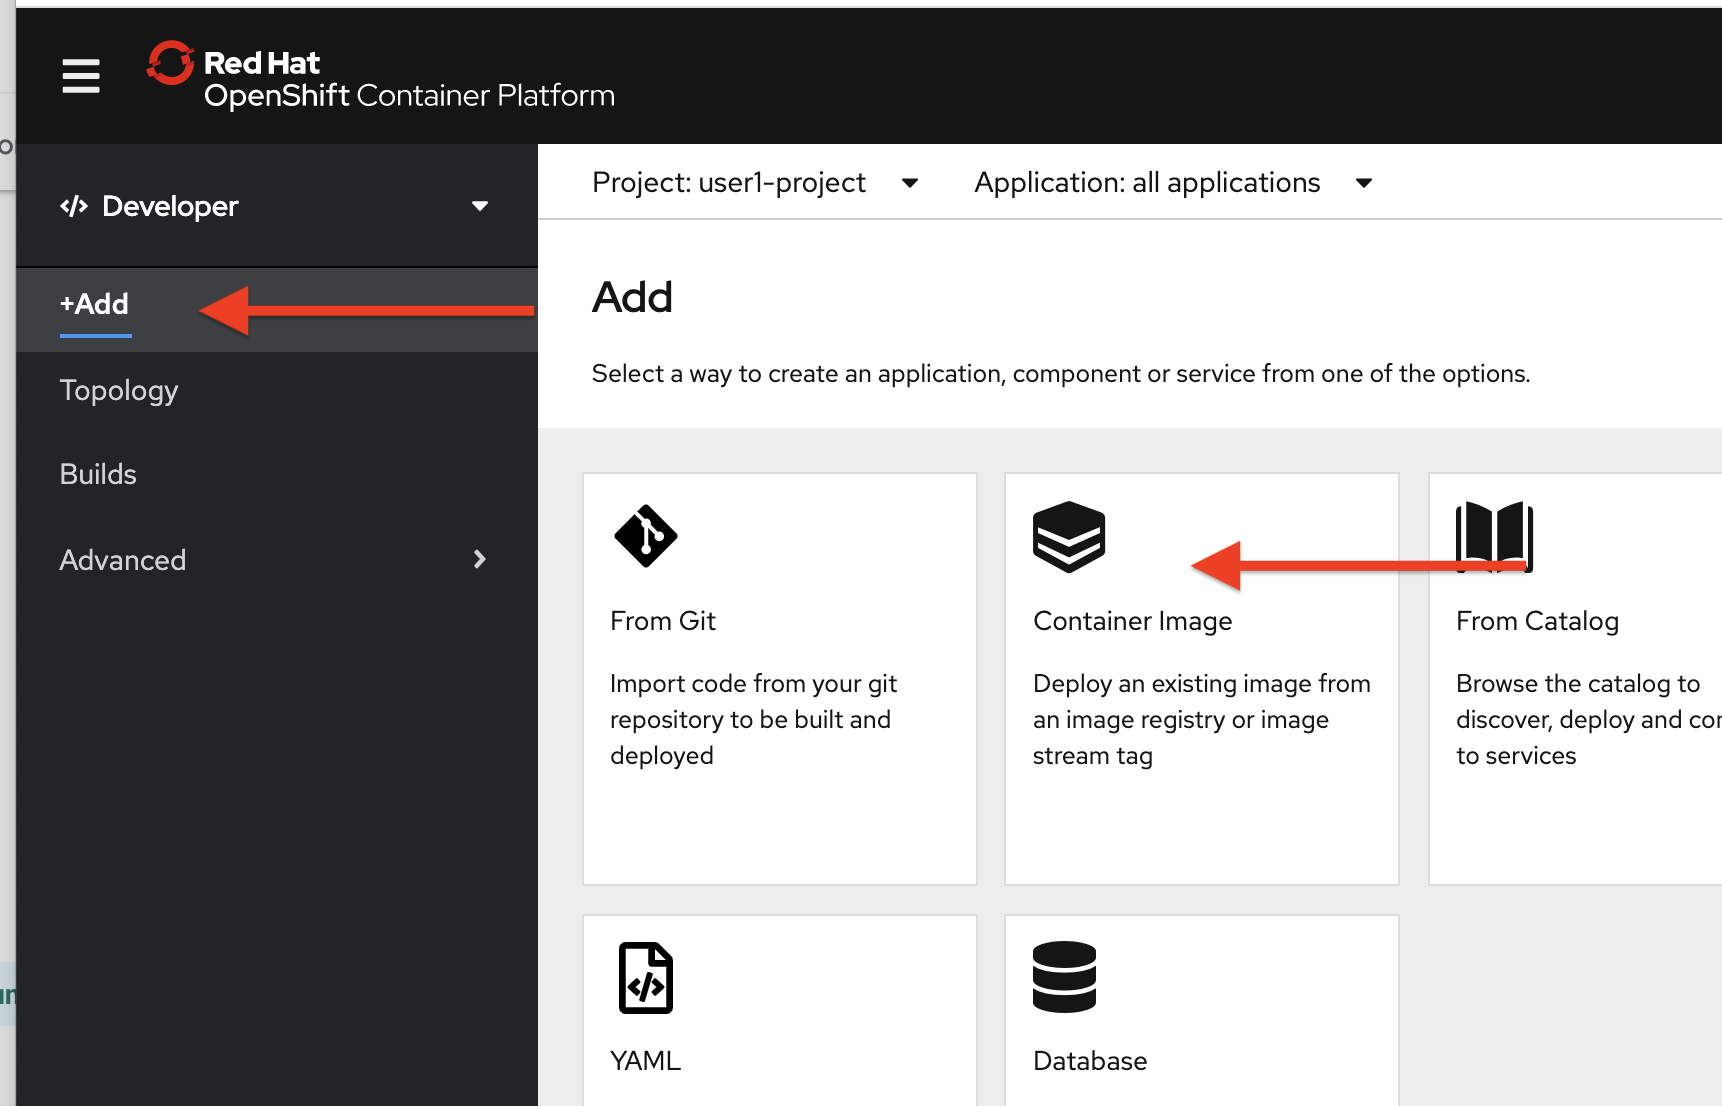 Red Hat
OpenShift Container Platform
Developer
Project: user1-project
Application: all applications
+Add
Topology
Builds
Advanced
Add
Select a way to create an application, component or service from one of the options.
From Git
Import code from your git
repository to be built and
deployed
Container Image
Deploy an existing image from
an image registry or image
stream tag
From Catalog
Browse the catalog to
discover, deploy and
to services
YAML
Database